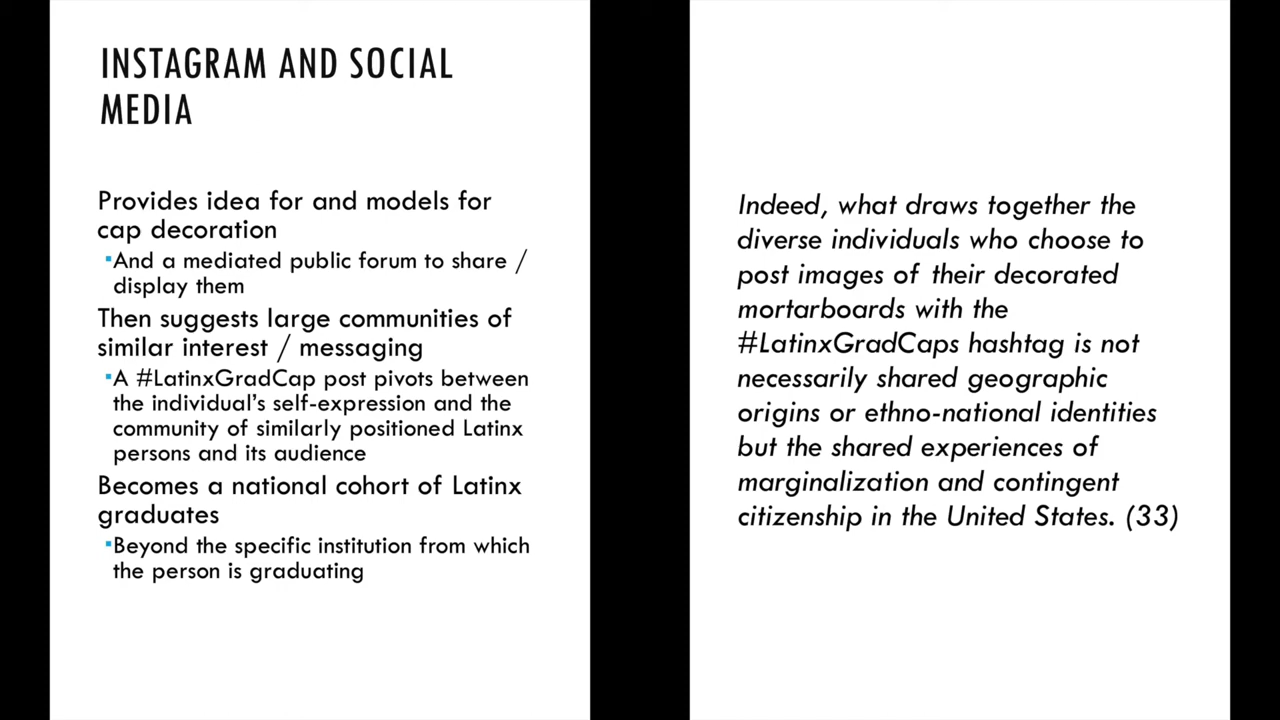 INSTAGRAM AND SOCIAL
MEDIA
Provides idea for and models for
cap decoration
▪And a mediated public forum to share /
display them
Then suggests large communities of
similar interest / messaging
▪A #LatinxGradCap post pivots between
the individual's self-expression and the
community of similarly positioned Latinx
persons and its audience
Becomes a national cohort of Latinx
graduates
▪Beyond the specific institution from which
the person is graduating
Indeed, what draws together the
diverse individuals who choose to
post images of their decorated
mortarboards with the
#LatinxGradCaps hashtag is not
necessarily shared geographic
origins or ethno-national identities
but the shared experiences of
marginalization and contingent
citizenship in the United States. (33)